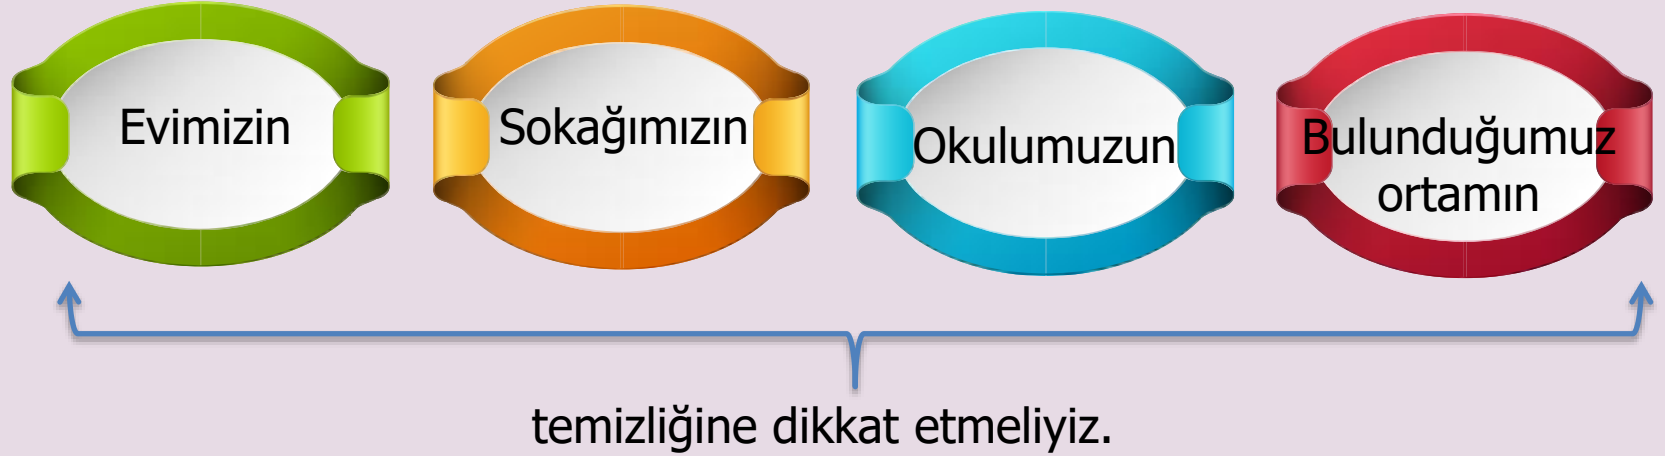 Evimizin
Sokağımızın
Okulumuzun
Bulunduğumuz
ortamın
temizliğine dikkat etmeliyiz.